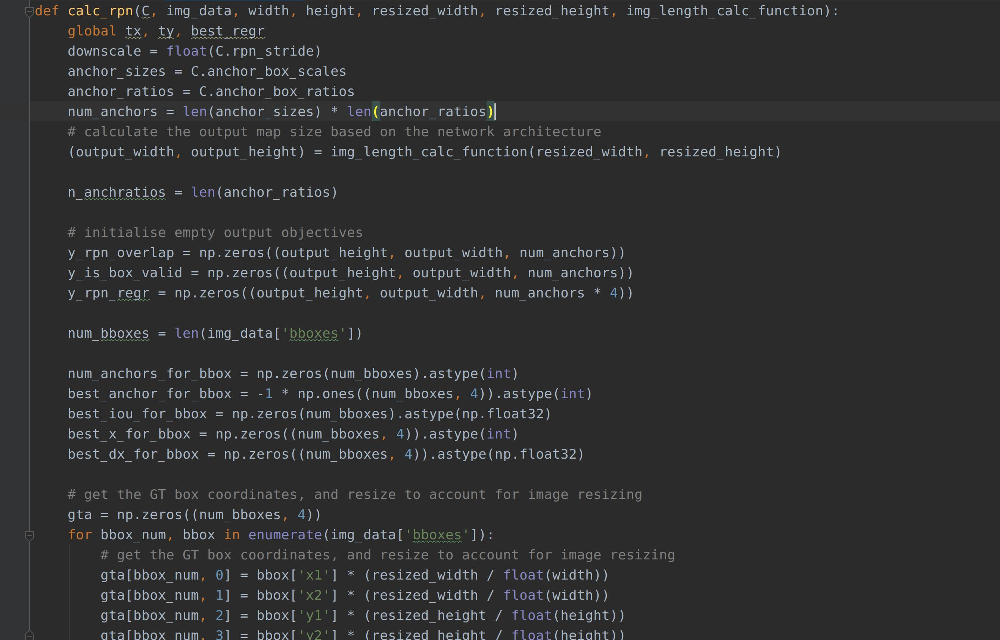 def calc_rpn(C, img_data, width, height, resized_width, resized_height, img_length_calc_function):
    global tx, ty, best_regr
    downscale = float(C.rpn_stride)
    anchor_sizes = C.anchor_box_scales
    anchor_ratios = C.anchor_box_ratios
    num_anchors = len(anchor_sizes) * len(anchor_ratios)
    # calculate the output map size based on the network architecture
    (output_width, output_height) = img_length_calc_function(resized_width, resized_height)

    n_anchratios = len(anchor_ratios)

    # initialise empty output objectives
    y_rpn_overlap = np.zeros((output_height, output_width, num_anchors))
    y_is_box_valid = np.zeros((output_height, output_width, num_anchors))
    y_rpn_regr = np.zeros((output_height, output_width, num_anchors * 4))

    num_bboxes = len(img_data['bboxes'])

    num_anchors_for_bbox = np.zeros(num_bboxes).astype(int)
    best_anchor_for_bbox = -1 * np.ones((num_bboxes, 4)).astype(int)
    best_iou_for_bbox = np.zeros(num_bboxes).astype(np.float32)
    best_x_for_bbox = np.zeros((num_bboxes, 4)).astype(int)
    best_dx_for_bbox = np.zeros((num_bboxes, 4)).astype(np.float32)

    # get the GT box coordinates, and resize to account for image resizing
    gta = np.zeros((num_bboxes, 4))
    for bbox_num, bbox in enumerate(img_data['bboxes']):
        # get the GT box coordinates, and resize to account for image resizing
        gta[bbox_num, 0] = bbox['x1'] * (resized_width / float(width))
        gta[bbox_num, 1] = bbox['x2'] * (resized_width / float(width))
        gta[bbox_num, 2] = bbox['y1'] * (resized_height / float(height))
        gta[bbox_num, 3] = bbox['y2'] * (resized_height / float(height))